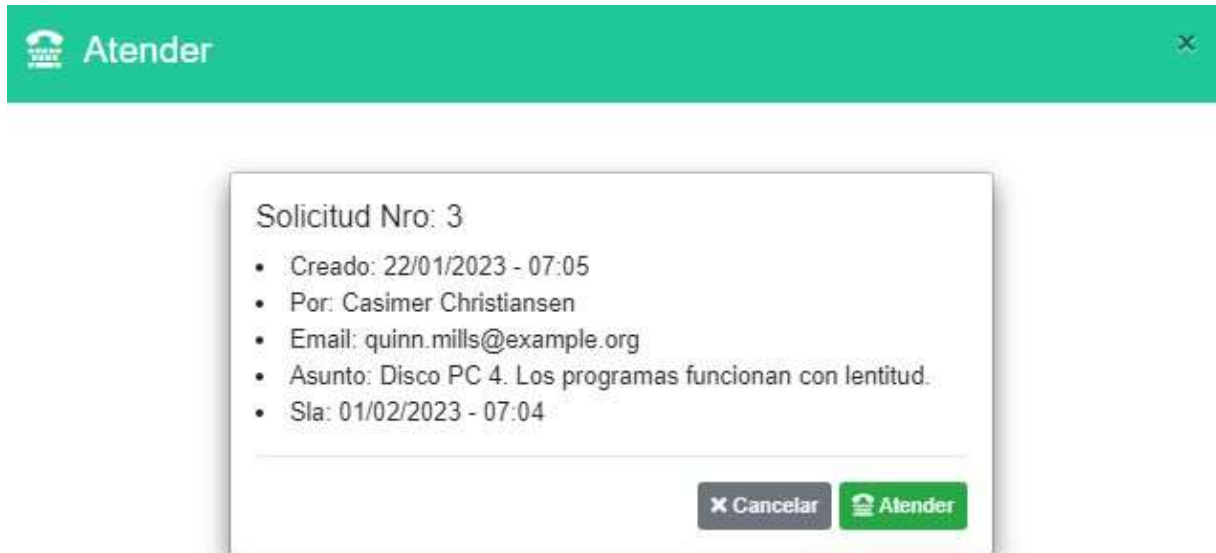 Atender
×
Solicitud Nro: 3
• Creado: 22/01/2023 - 07:05
• Por: Casimer Christiansen
• Email: quinn.mills@example.org
• Asunto: Disco PC 4. Los programas funcionan con lentitud.
• Sla: 01/02/2023 - 07:04
× Cancelar Atender